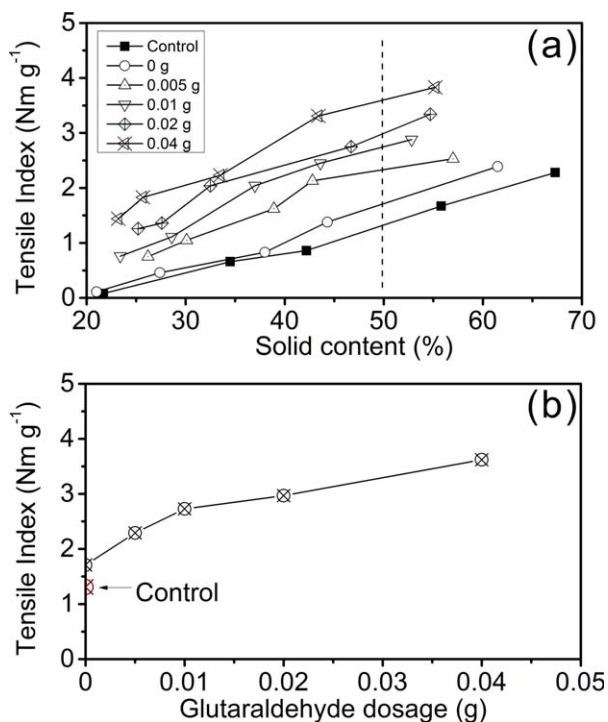 (a)
Tensile Index (Nm g⁻¹)
5
4
3
2
1
0
Control
0 g
0.005 g
0.01 g
0.02 g
0.04 g
20 30 40 50 60 70
Solid content (%)
(b)
Tensile Index (Nm g⁻¹)
5
4
3
2
1
0
Control
0 0.01 0.02 0.03 0.04 0.05
Glutaraldehyde dosage (g)